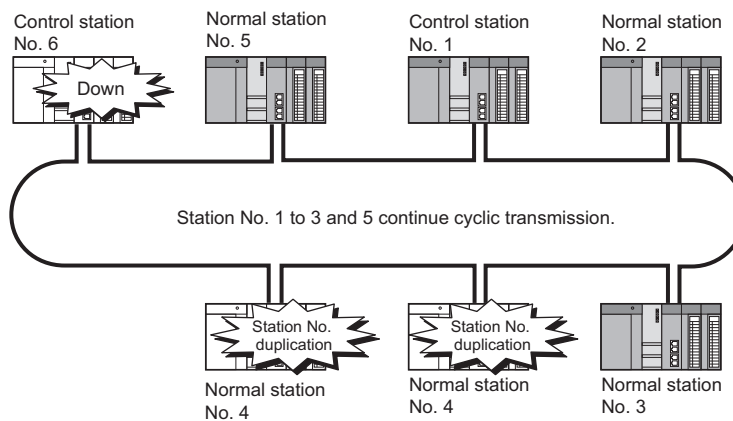 Control station
No. 6
Normal station
No. 5
Control station
No. 1
Normal station
No. 2
Down
Station No. 1 to 3 and 5 continue cyclic transmission.
Station No.
duplication
Station No.
duplication
Normal station
No. 4
Normal station
No. 4
Normal station
No. 3